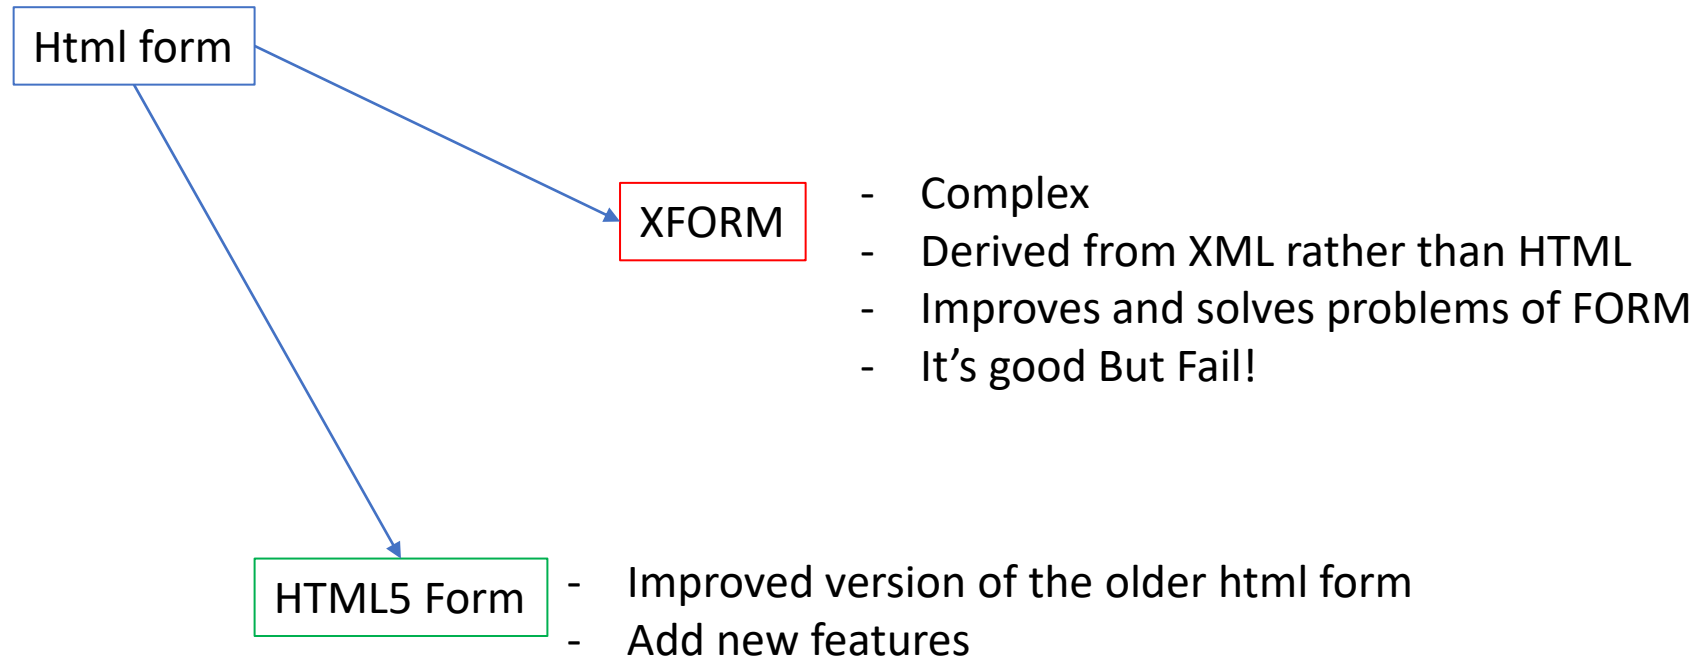 Html form
XFORM
- Complex
- Derived from XML rather than HTML
- Improves and solves problems of FORM
- It’s good But Fail!
HTML5 Form
- Improved version of the older html form
- Add new features